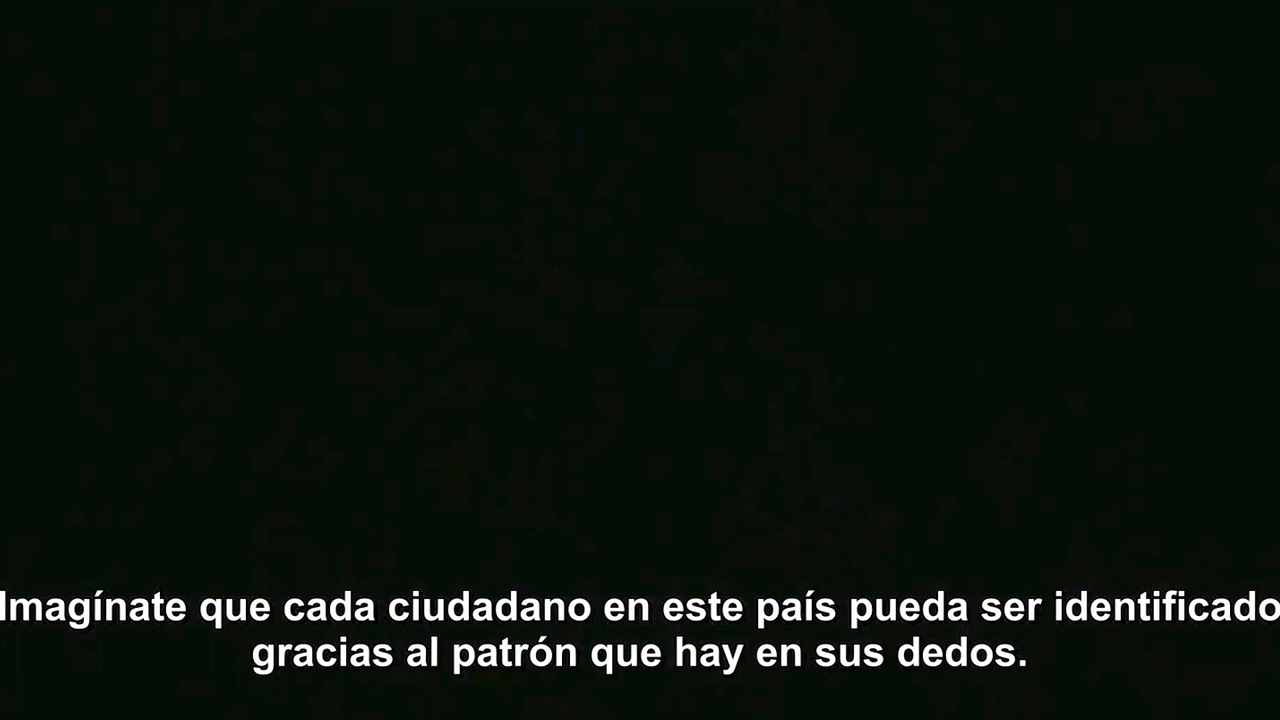 Imagínate que cada ciudadano en este país pueda ser identificado
gracias al patrón que hay en sus dedos.